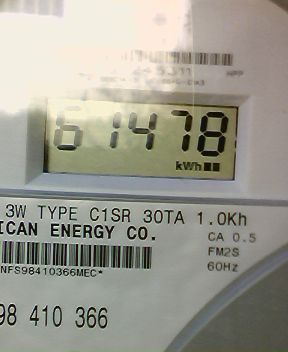 61478
kWh
3W TYPE C1SR 30TA 1.0Kh
ICAN ENERGY CO.
CA 0.5
FM2S
NFS98410366MEC*
60Hz
98 410 366